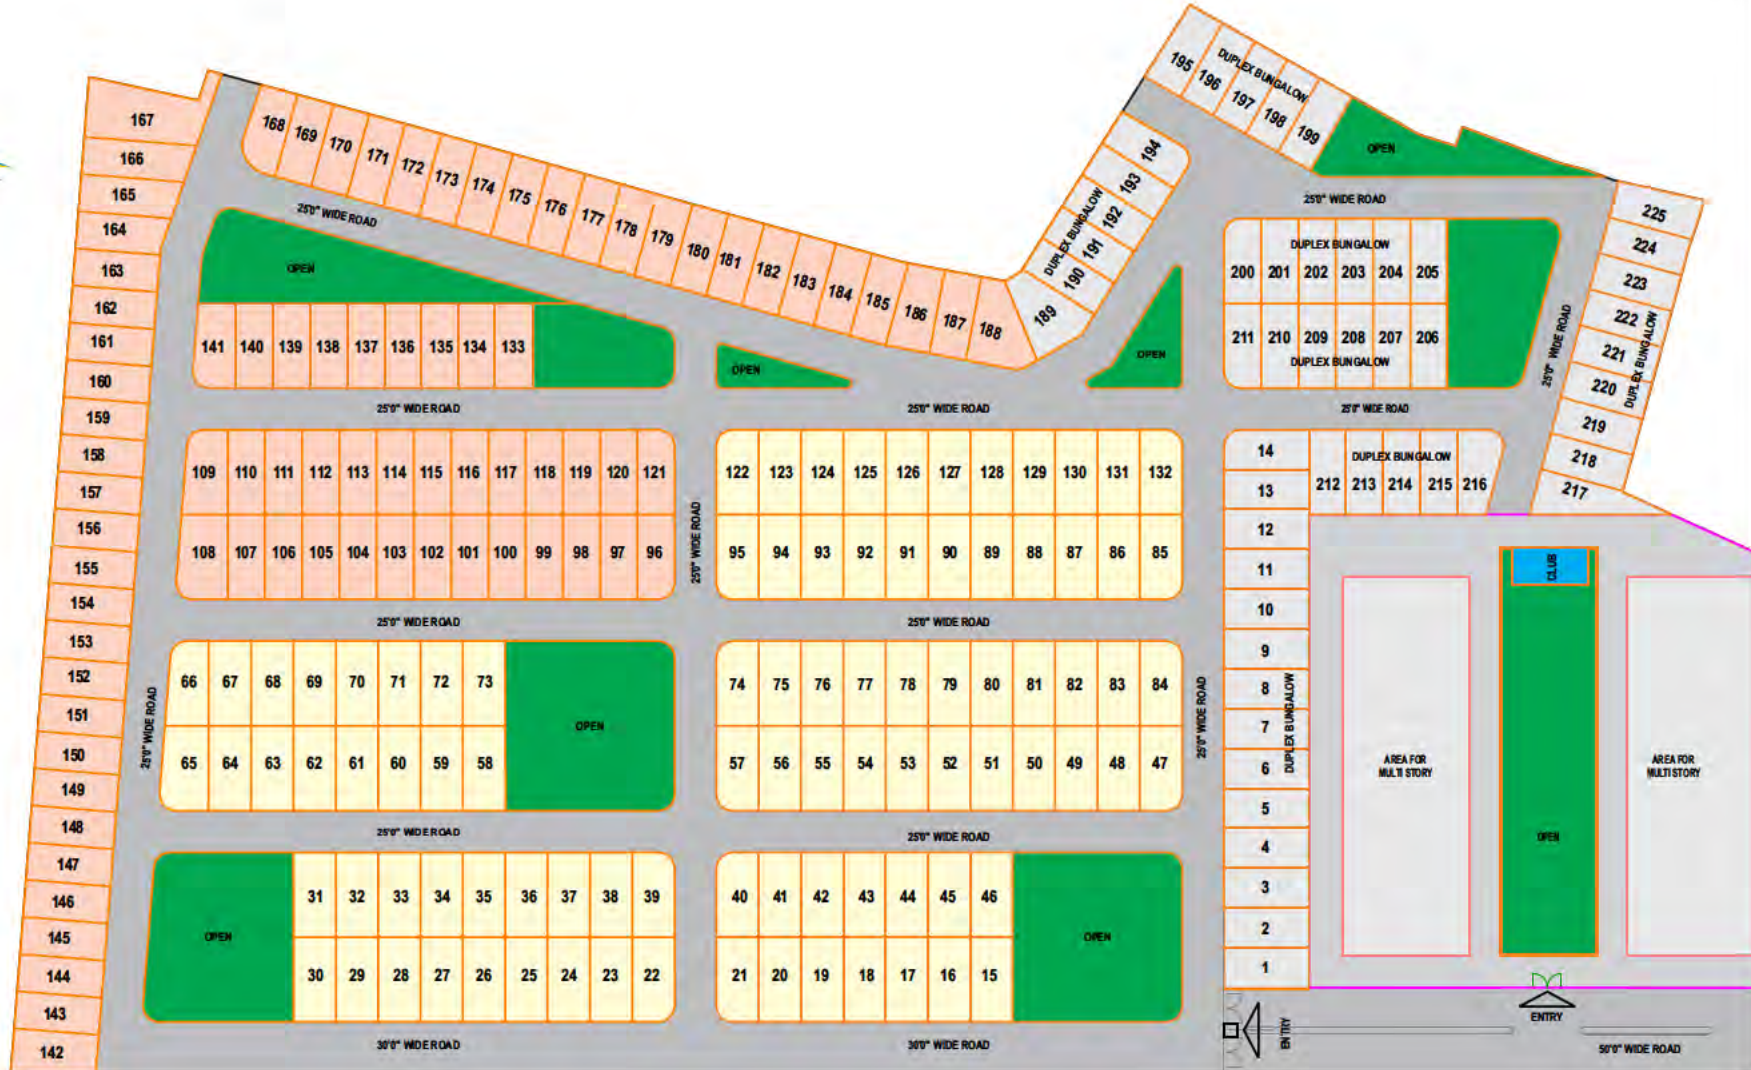 195 196 197 198 199
DUPLEX BUNGALOW
OPEN
167
166
165
164
163
162
161
160
159
158
157
156
155
154
153
152
151
150
149
148
147
146
145
144
143
142
168 169 170 171 172 173 174 175 176 177 178 179 180 181 182 183 184 185 186 187 188
189 190 191 192 193 194
DUPLEX BUNGALOW
25'0" WIDE ROAD
25'0" WIDE ROAD
225
224
223
222
221
220
219
218
217
DUPLEX BUNGALOW
25'0" WIDE ROAD
OPEN
141 140 139 138 137 136 135 134 133
OPEN
OPEN
DUPLEX BUNGALOW
200 201 202 203 204 205
211 210 209 208 207 206
DUPLEX BUNGALOW
25'0" WIDE ROAD
25'0" WIDE ROAD
25'0" WIDE ROAD
109 110 111 112 113 114 115 116 117 118 119 120 121
108 107 106 105 104 103 102 101 100 99 98 97 96
25'0" WIDE ROAD
122 123 124 125 126 127 128 129 130 131 132
95 94 93 92 91 90 89 88 87 86 85
DUPLEX BUNGALOW
212 213 214 215 216
14
13
12
11
10
9
8
7
6
5
4
3
2
1
DUPLEX BUNGALOW
25'0" WIDE ROAD
25'0" WIDE ROAD
25'0" WIDE ROAD
66 67 68 69 70 71 72 73
65 64 63 62 61 60 59 58
OPEN
25'0" WIDE ROAD
74 75 76 77 78 79 80 81 82 83 84
57 56 55 54 53 52 51 50 49 48 47
25'0" WIDE ROAD
25'0" WIDE ROAD
OPEN
31 32 33 34 35 36 37 38 39
30 29 28 27 26 25 24 23 22
40 41 42 43 44 45 46
21 20 19 18 17 16 15
OPEN
30'0" WIDE ROAD
30'0" WIDE ROAD
CLUB
AREA FOR
MULTI STORY
OPEN
AREA FOR
MULTI STORY
ENTRY
ENTRY
50'0" WIDE ROAD